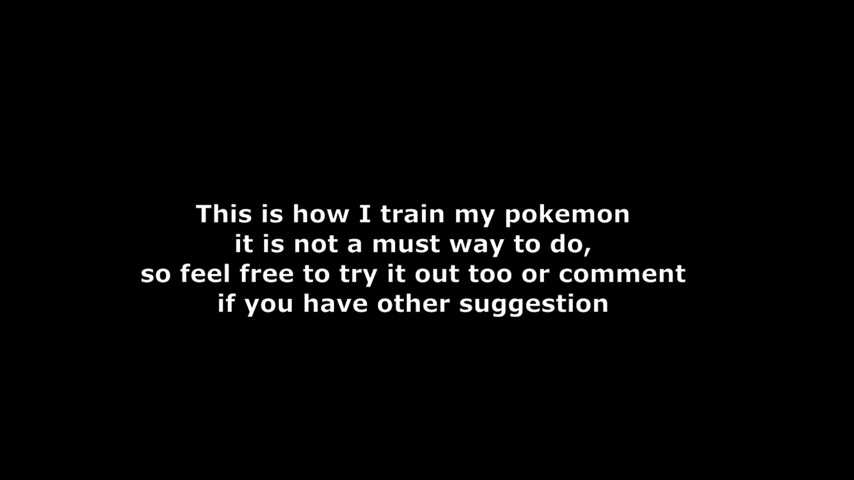 This is how I train my pokemon
it is not a must way to do,
so feel free to try it out too or comment
if you have other suggestion